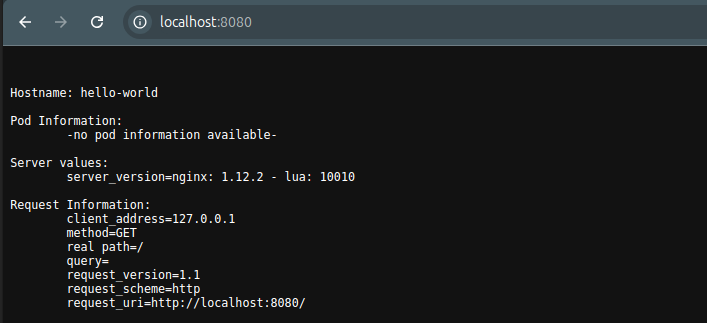 localhost:8080
Hostname: hello-world
Pod Information:
-no pod information available-
Server values:
server_version=nginx: 1.12.2 - lua: 10010
Request Information:
client_address=127.0.0.1
method=GET
real path=/
query=
request_version=1.1
request_scheme=http
request_uri=http://localhost:8080/